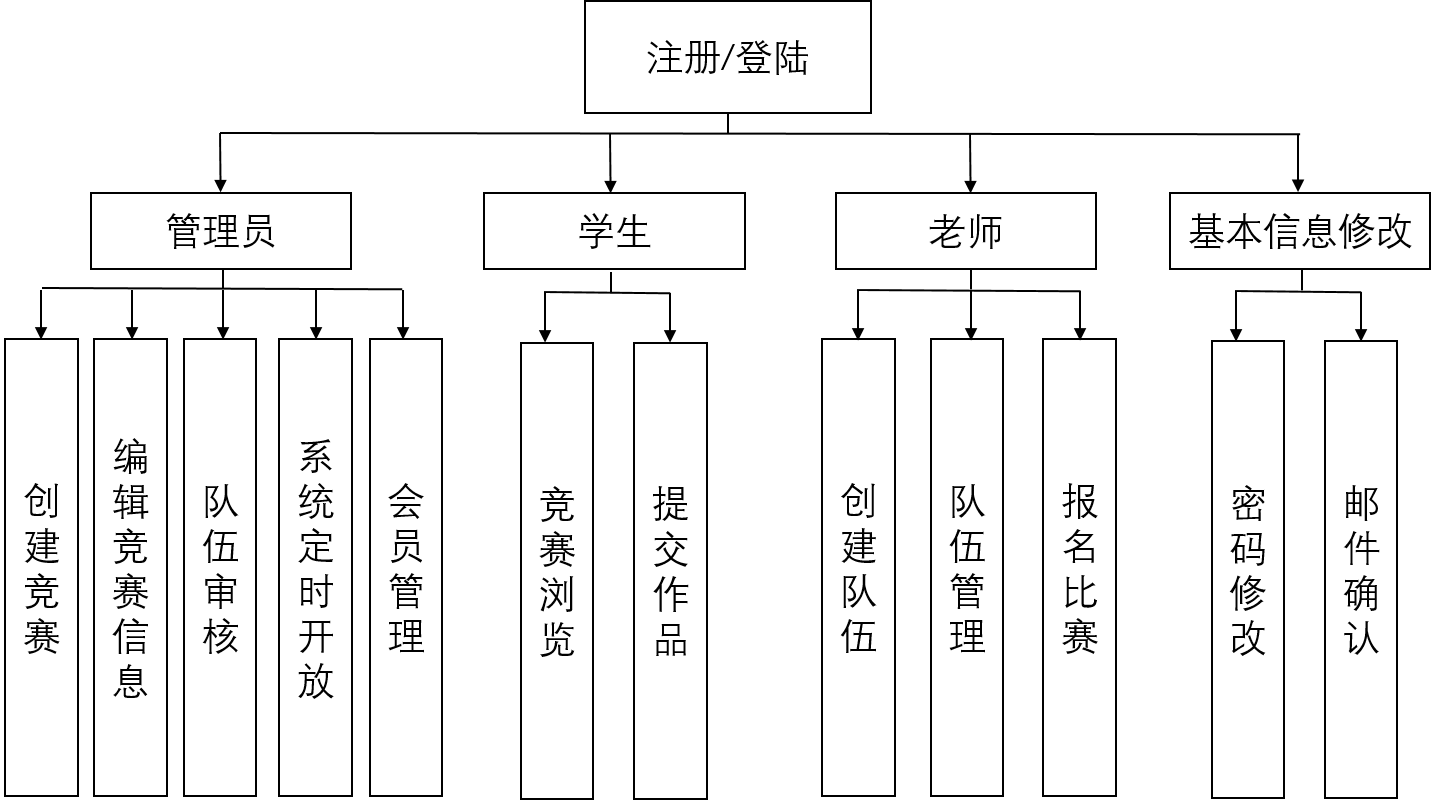 注册/登陆
管理员
学生
老师
基本信息修改
创建竞赛
编辑竞赛信息
队伍审核
系统定时开放
会员管理
竞赛浏览
提交作品
创建队伍
队伍管理
报名比赛
密码修改
邮件确认